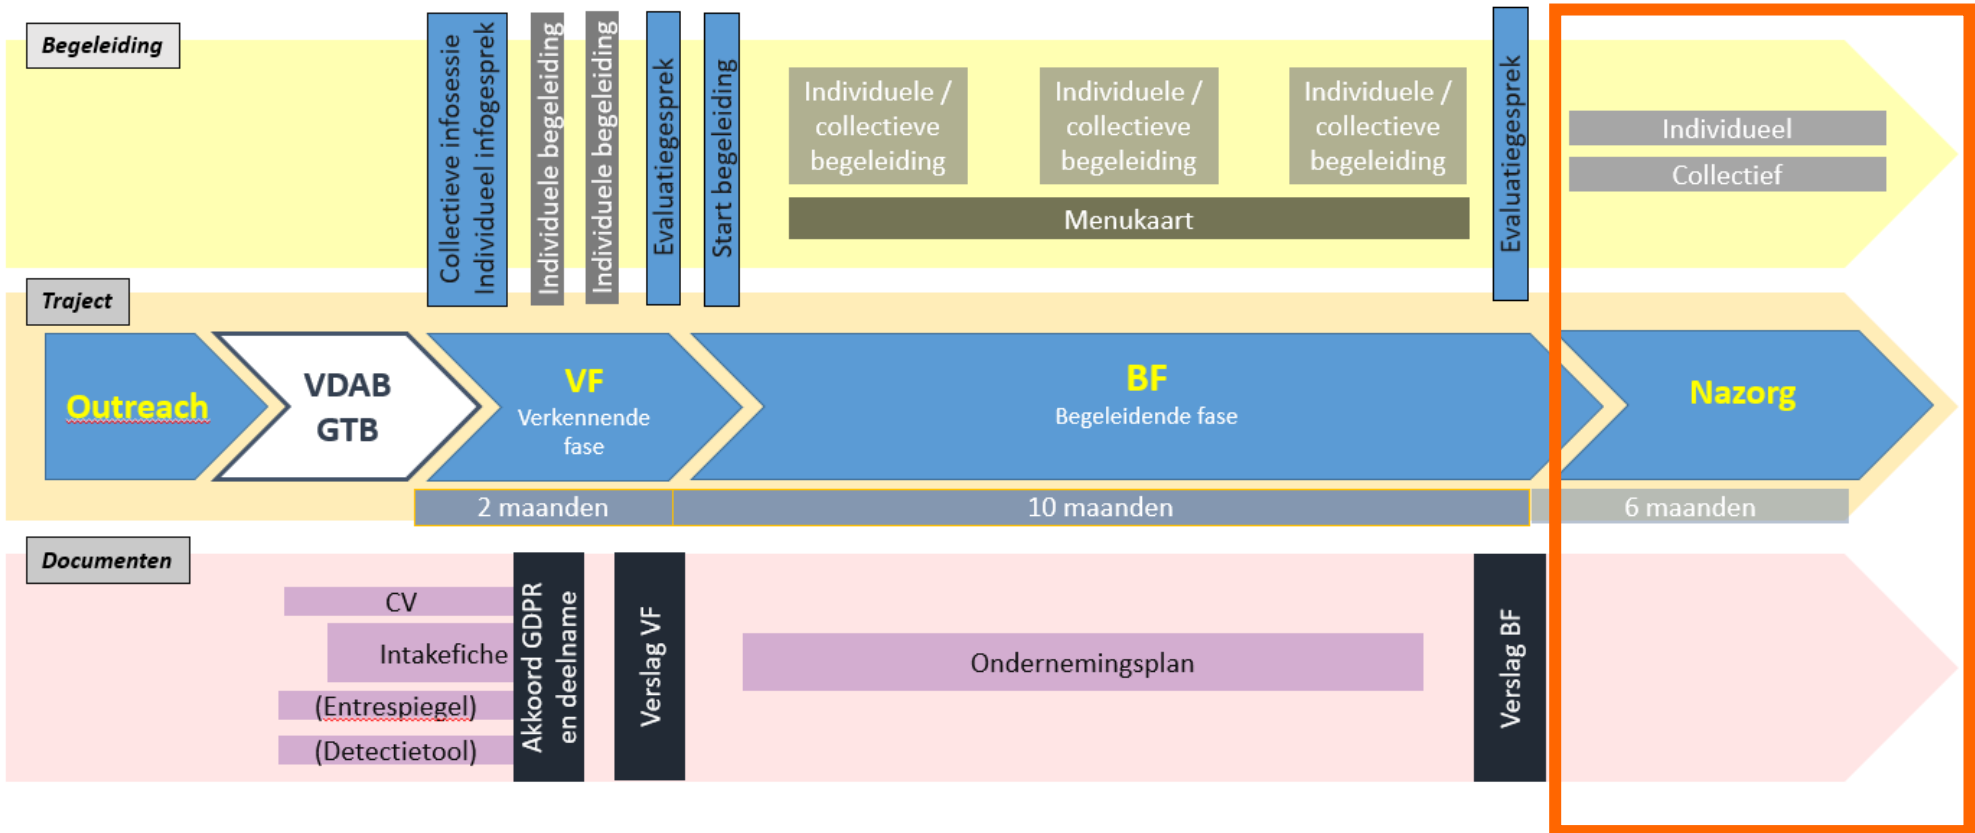 Begeleiding
Collectieve infosessie
Individueel infogesprek
Individuele begeleiding
Individuele begeleiding
Evaluatiegesprek
Start begeleiding
Individuele /
collectieve
begeleiding
Individuele /
collectieve
begeleiding
Individuele /
collectieve
begeleiding
Menukaart
Evaluatiegesprek
Individueel
Collectief
Traject
Outreach
VDAB
GTB
VF
Verkennende
fase
BF
Begeleidende fase
Nazorg
2 maanden
10 maanden
6 maanden
Documenten
CV
Intakefiche
(Entrespiegel)
(Detectietool)
Akkoord GDPR
en deelname
Verslag VF
Ondernemingsplan
Verslag BF